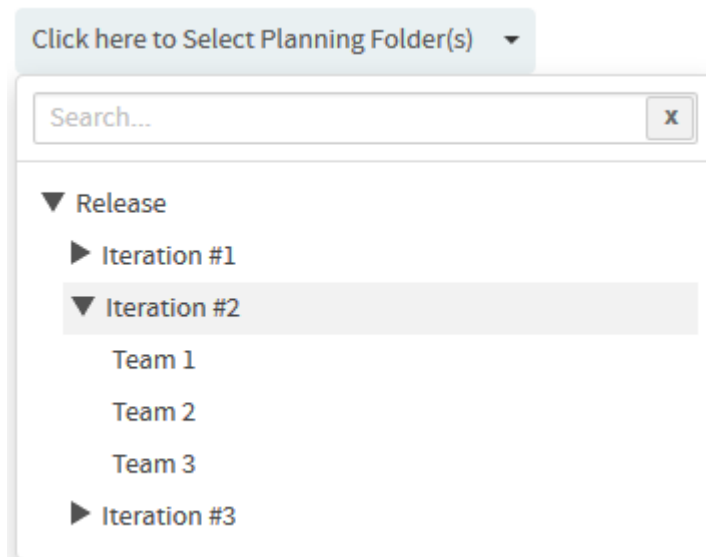 Click here to Select Planning Folder(s)
Search...
x
Release
Iteration #1
Iteration #2
Team 1
Team 2
Team 3
Iteration #3